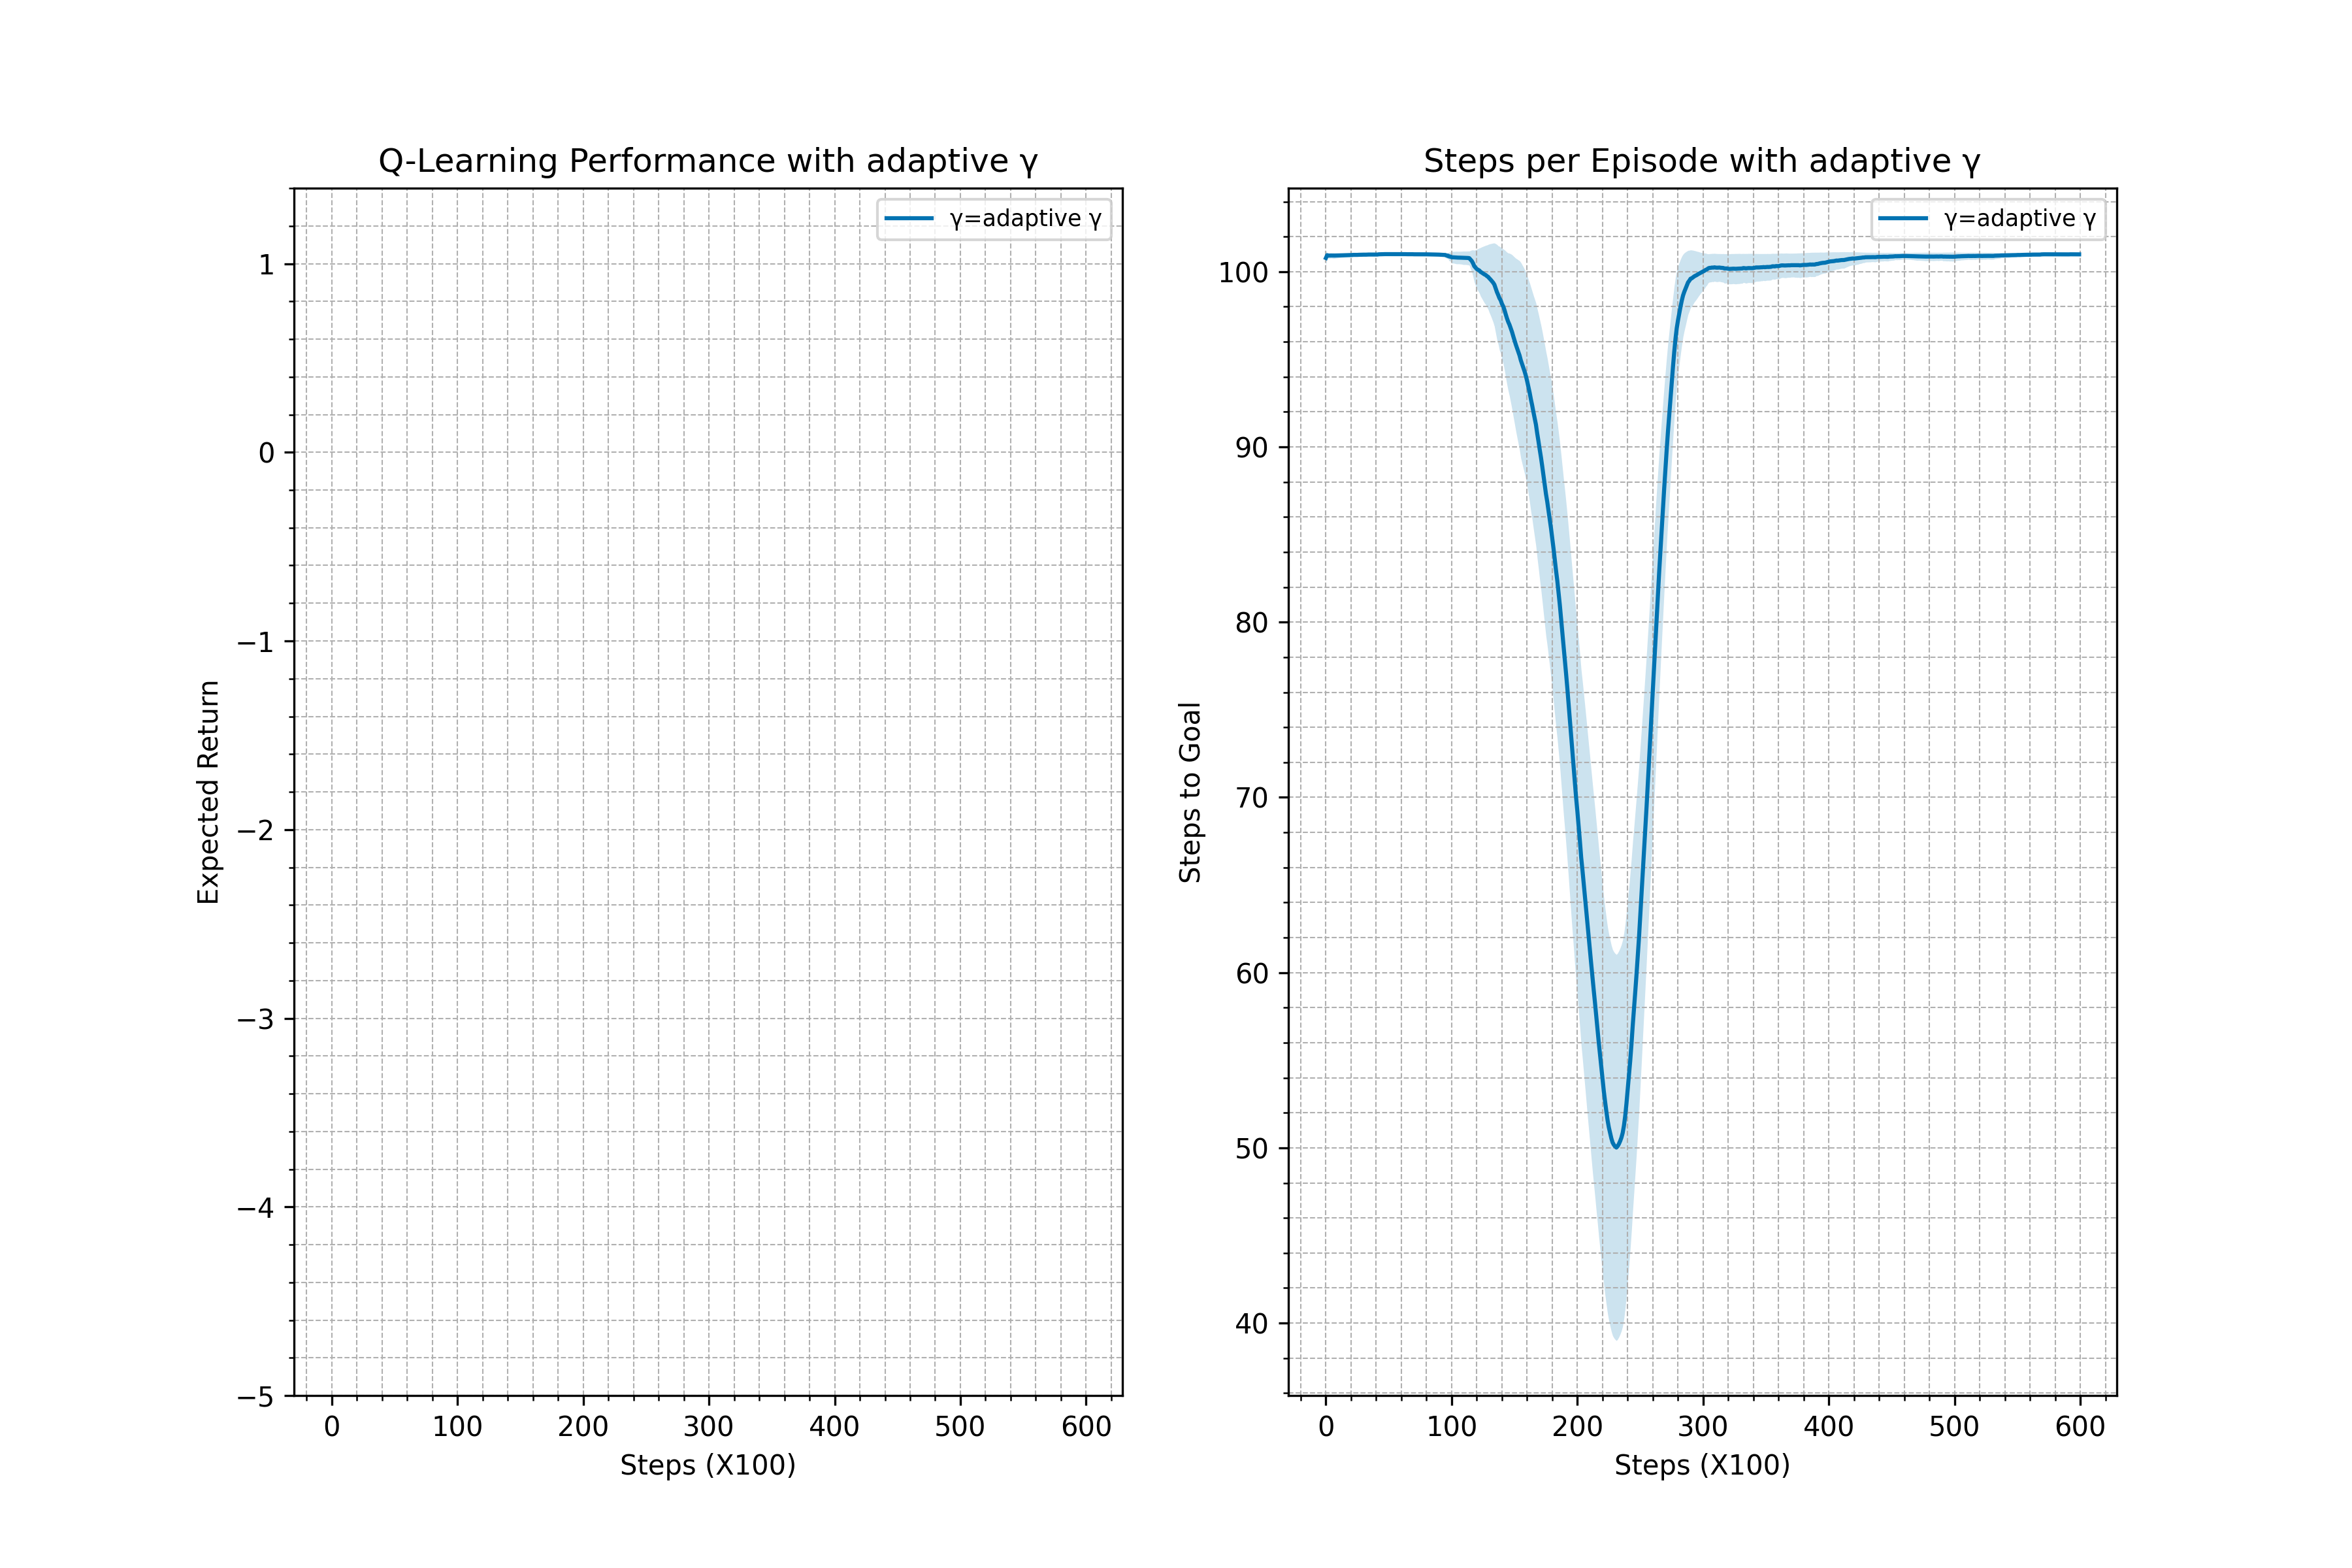 Q-Learning Performance with adaptive γ
γ=adaptive γ
1
0
−1
−2
−3
−4
−5
Expected Return
0 100 200 300 400 500 600
Steps (X100)
Steps per Episode with adaptive γ
γ=adaptive γ
100
90
80
70
60
50
40
Steps to Goal
0 100 200 300 400 500 600
Steps (X100)